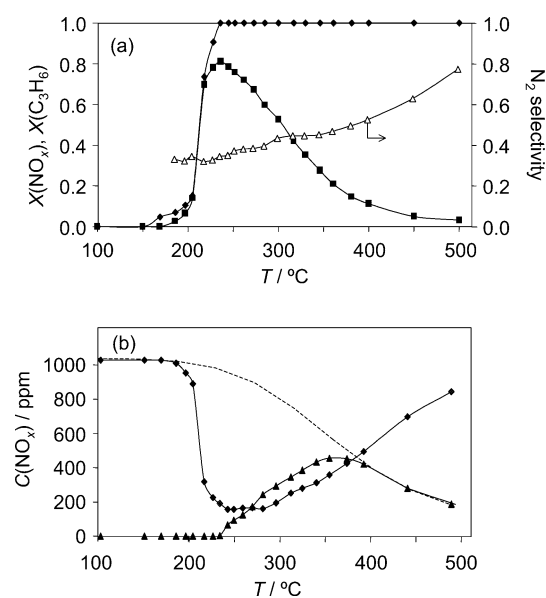 (a)
X(NOₓ), X(C₃H₆)
1.0
0.8
0.6
0.4
0.2
0.0
1.0
0.8
0.6
0.4
0.2
0.0
N₂ selectivity
100 200 300 400 500
T / ºC
(b)
C(NOₓ) / ppm
1000
800
600
400
200
0
100 200 300 400 500
T / ºC